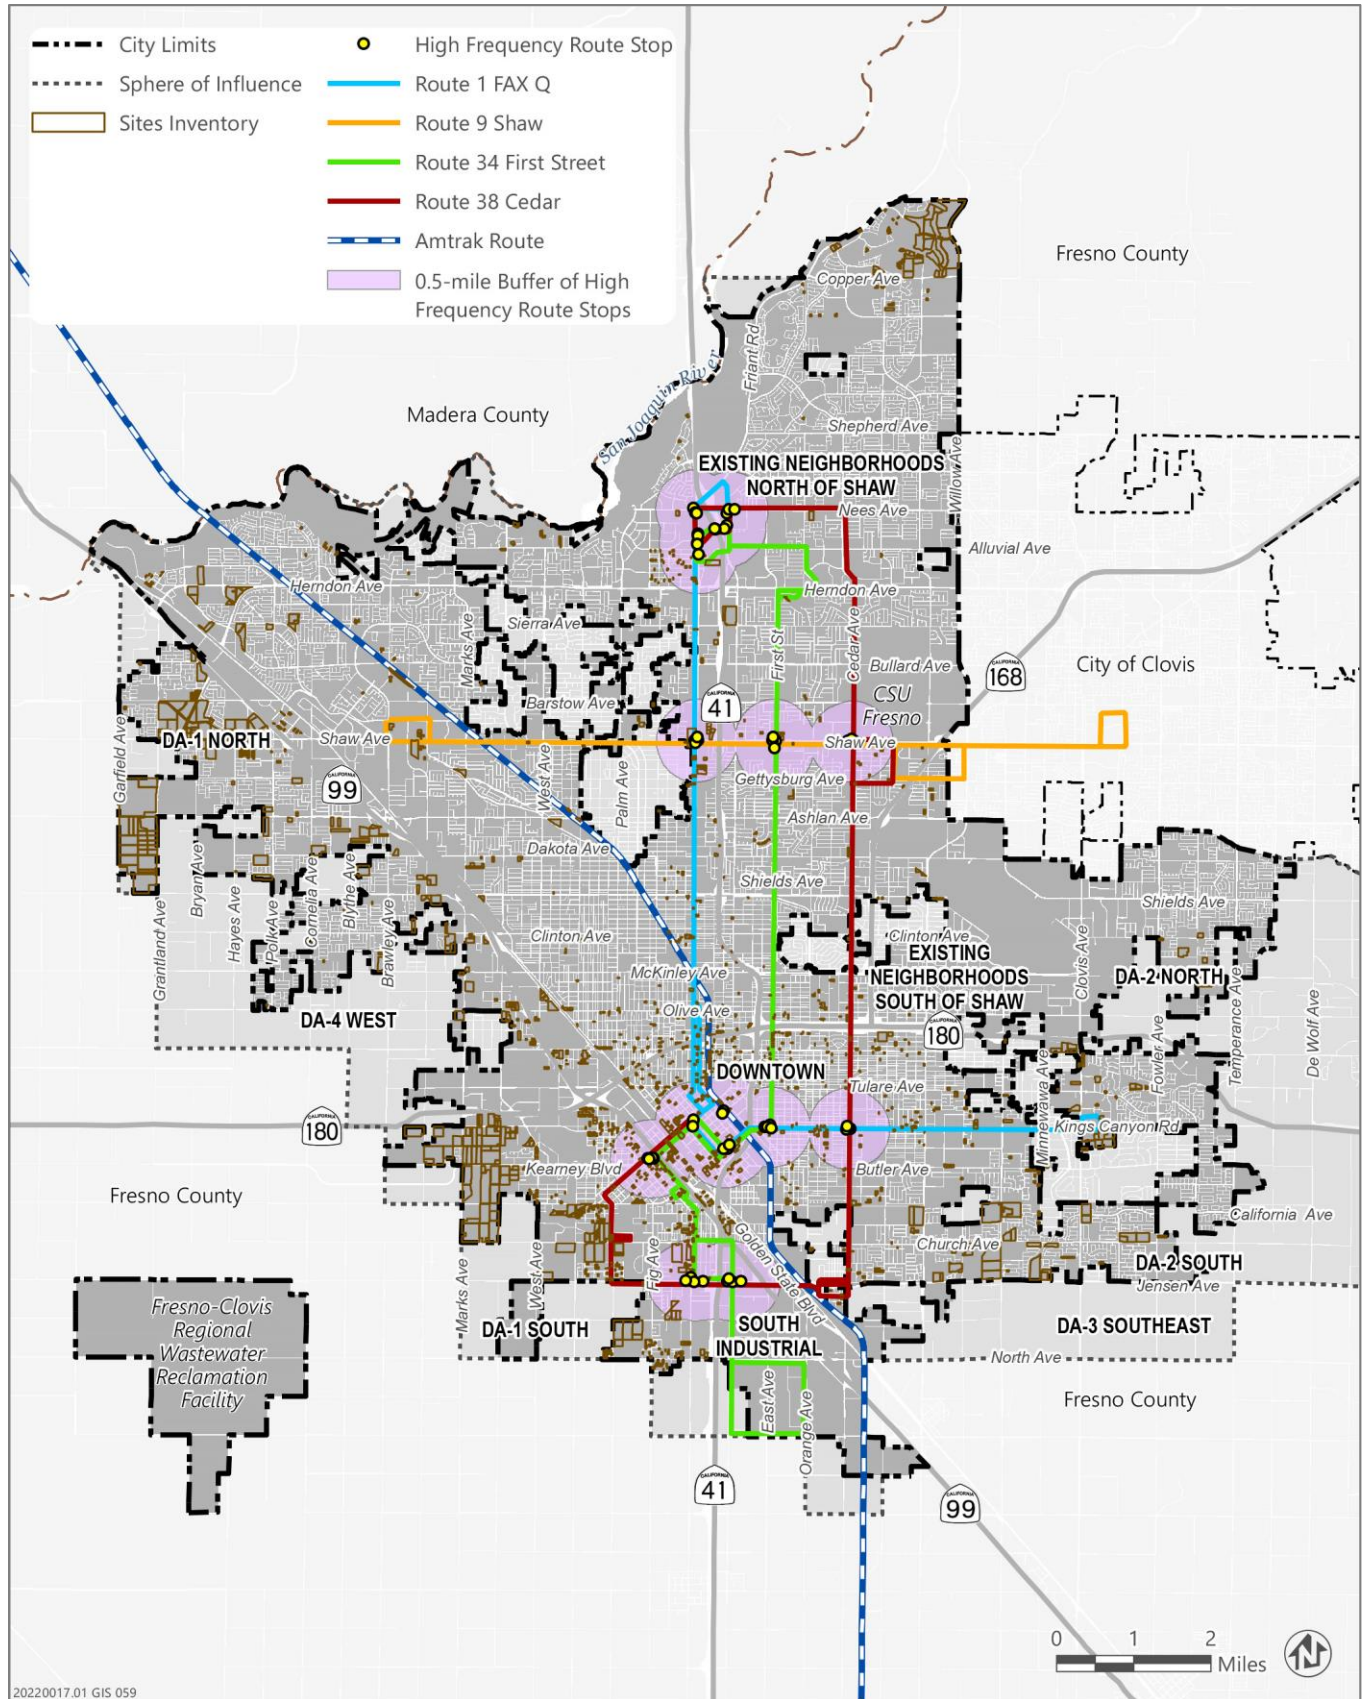 City Limits
Sphere of Influence
Sites Inventory
High Frequency Route Stop
Route 1 FAX Q
Route 9 Shaw
Route 34 First Street
Route 38 Cedar
Amtrak Route
0.5-mile Buffer of High
Frequency Route Stops
Fresno County
Copper Ave
Friant Rd
San Joaquin River
Madera County
Shepherd Ave
Willow Ave
EXISTING NEIGHBORHOODS
NORTH OF SHAW
Nees Ave
Alluvial Ave
Herndon Ave
Herndon Ave
Sierra Ave
Marks Ave
First St
Cedar Ave
Bullard Ave
CALIFORNIA
168
City of Clovis
CALIFORNIA
41
CSU
Fresno
Barstow Ave
DA-1 NORTH
Shaw Ave
Shaw Ave
Garfield Ave
CALIFORNIA
99
West Ave
Palm Ave
Gettysburg Ave
Ashlan Ave
Dakota Ave
Shields Ave
Shields Ave
Bryan Ave
Hayes Ave
Polk Ave
Cornelia Ave
Blythe Ave
Brawley Ave
Grantland Ave
Clinton Ave
Clinton Ave
EXISTING
NEIGHBORHOODS
SOUTH OF SHAW
McKinley Ave
Olive Ave
Clovis Ave
DA-2 NORTH
Temperance Ave
De Wolf Ave
Fowler Ave
DA-4 WEST
CALIFORNIA
180
DOWNTOWN
Tulare Ave
Minnewawa Ave
Kings Canyon Rd
CALIFORNIA
180
Kearney Blvd
Butler Ave
Fresno County
California Ave
Church Ave
Golden State Blvd
DA-2 SOUTH
Jensen Ave
Marks Ave
West Ave
Fig Ave
Fresno-Clovis
Regional
Wastewater
Reclamation
Facility
DA-1 SOUTH
SOUTH
INDUSTRIAL
DA-3 SOUTHEAST
North Ave
Fresno County
East Ave
Orange Ave
CALIFORNIA
41
CALIFORNIA
99
0 1 2
Miles
N
20220017.01 GIS 059